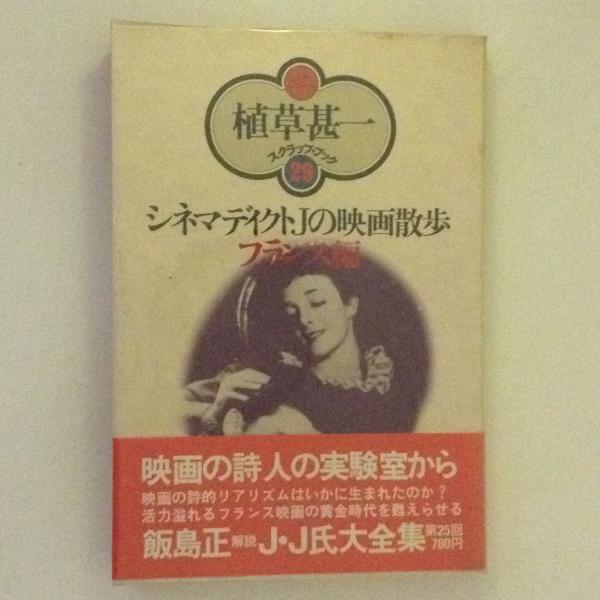 植草甚一
スクラップ・ブック
29
シネマディクトJの映画散歩
フランス編
映画の詩人の実験室から
映画の詩的リアリズムはいかに生まれたのか?
活力溢れるフランス映画の黄金時代を甦えらせる
飯島正 解説 J・J氏大全集 第25回 780円